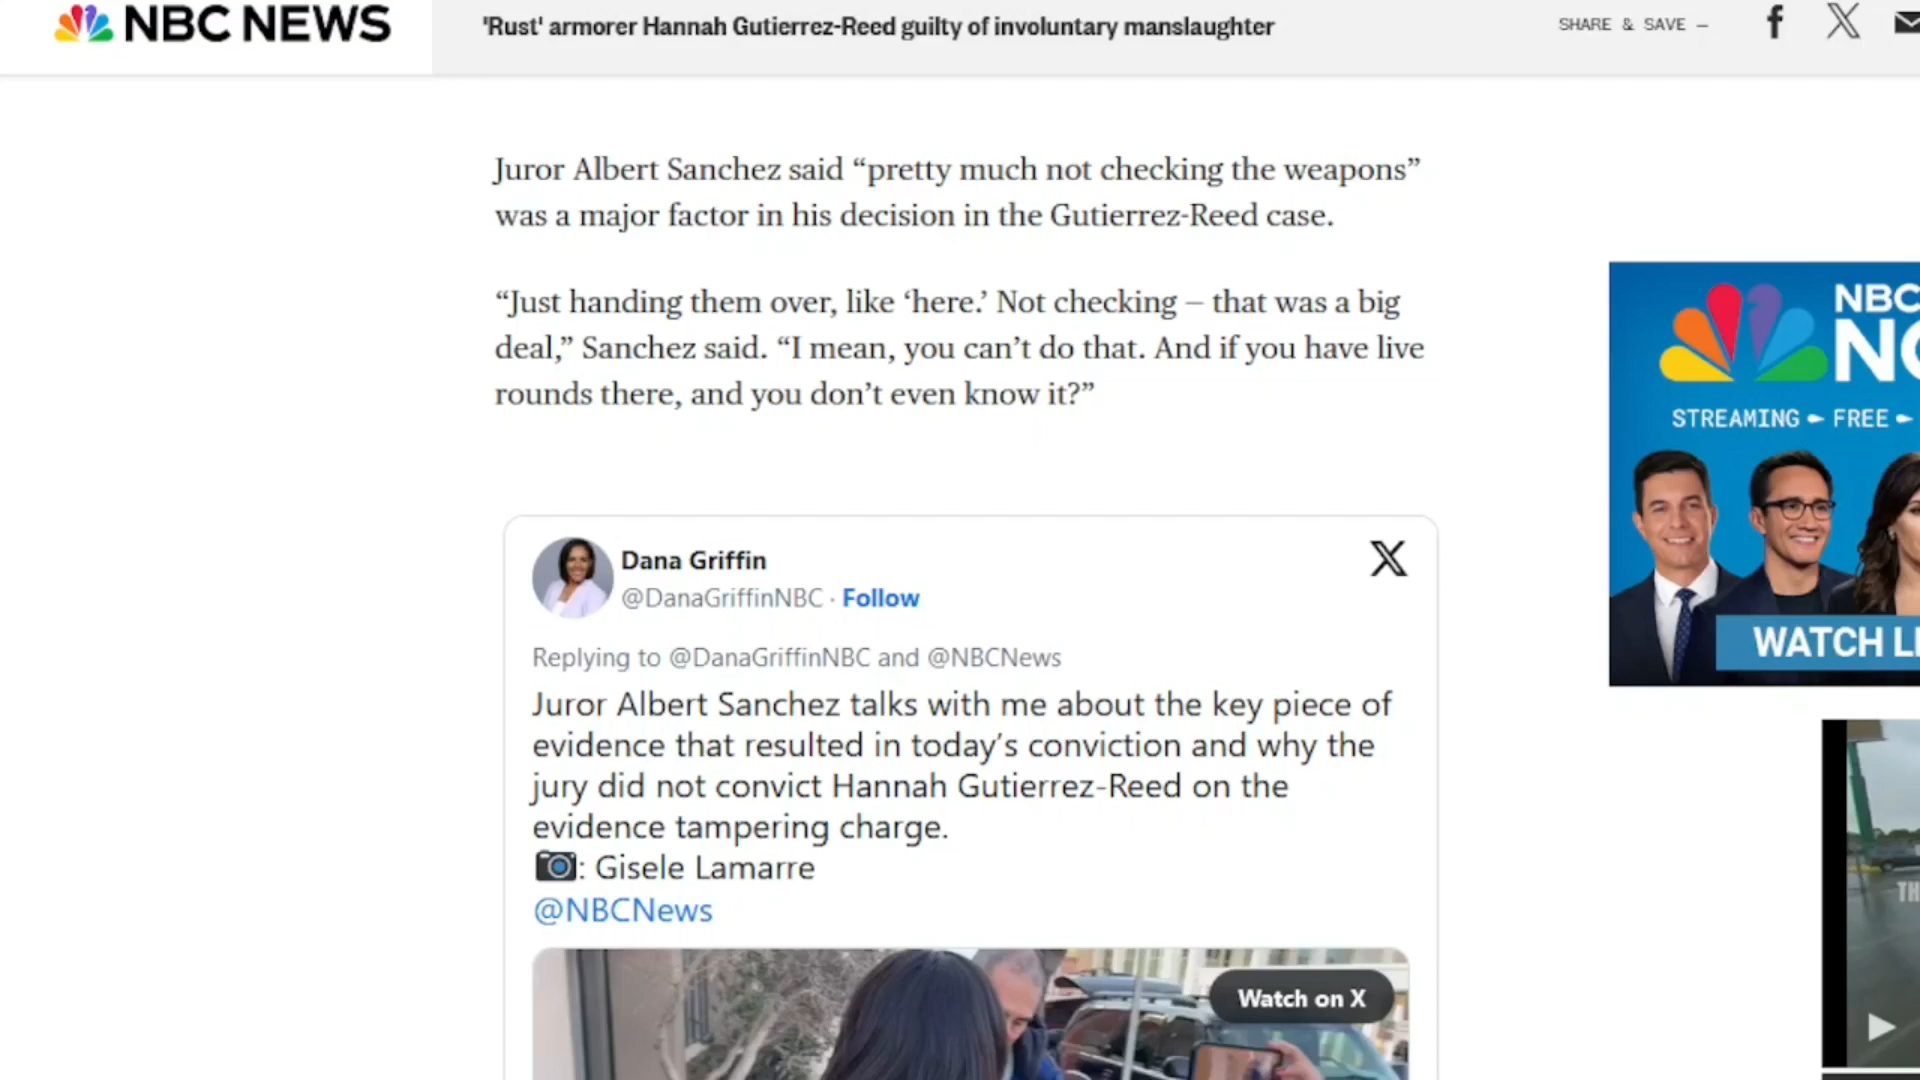 NBC NEWS
'Rust' armorer Hannah Gutierrez-Reed guilty of involuntary manslaughter
SHARE & SAVE –
Juror Albert Sanchez said “pretty much not checking the weapons”
was a major factor in his decision in the Gutierrez-Reed case.
“Just handing them over, like ‘here.’ Not checking — that was a big
deal,” Sanchez said. “I mean, you can’t do that. And if you have live
rounds there, and you don’t even know it?”
Dana Griffin
@DanaGriffinNBC · Follow
Replying to @DanaGriffinNBC and @NBCNews
Juror Albert Sanchez talks with me about the key piece of
evidence that resulted in today’s conviction and why the
jury did not convict Hannah Gutierrez-Reed on the
evidence tampering charge.
📷: Gisele Lamarre
@NBCNews
Watch on X
NBC
STREAMING FREE
WATCH